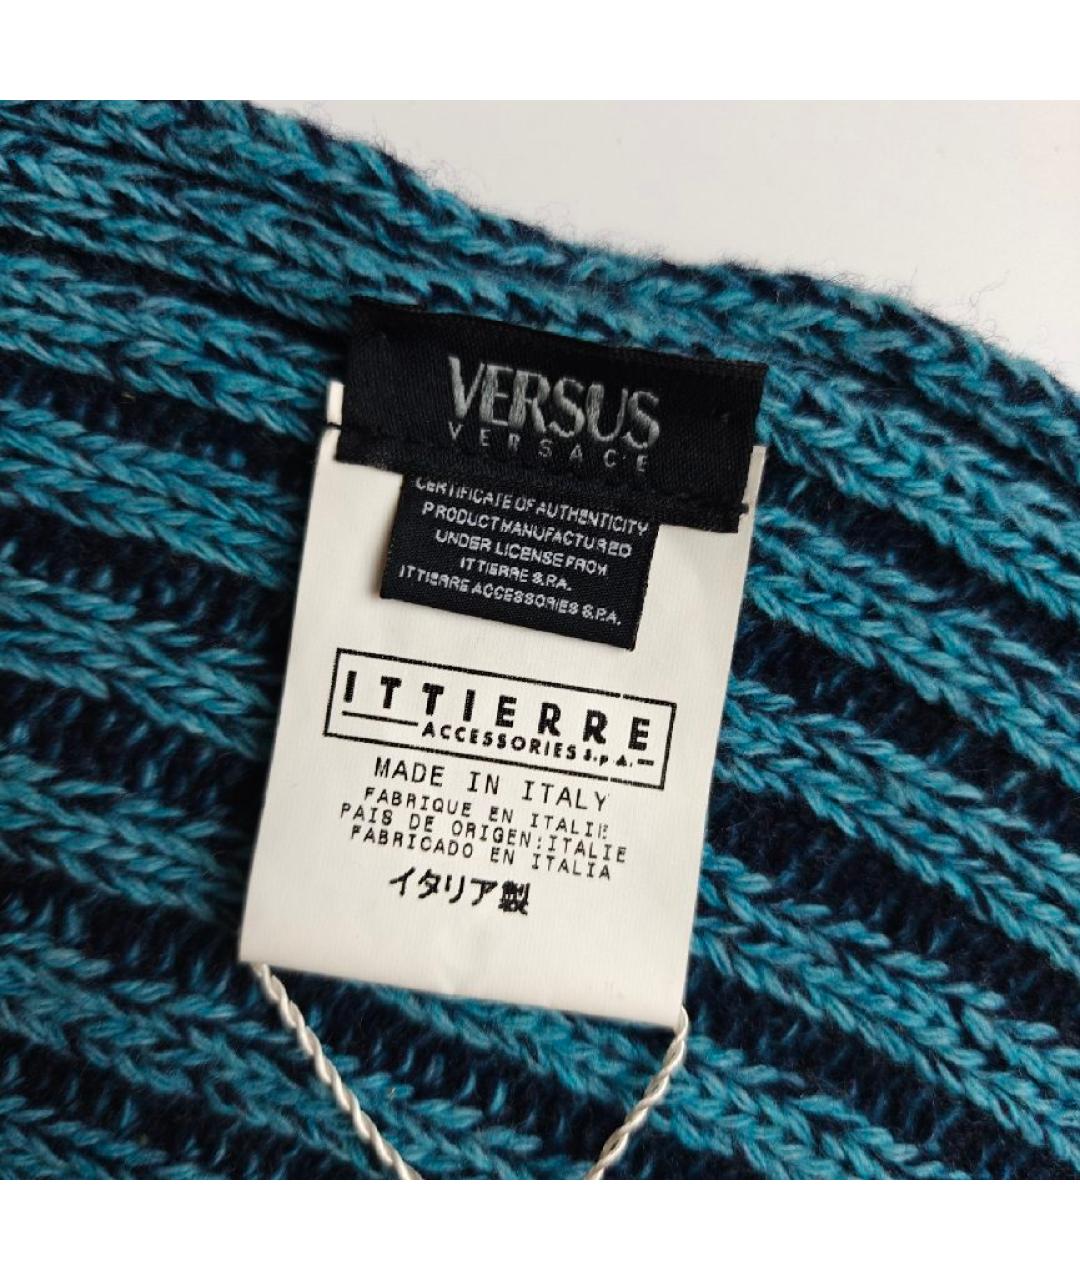 VERSUS
VERSACE
CERTIFICATE OF AUTHENTICITY
PRODUCT MANUFACTURED
UNDER LICENSE FROM
ITTIERRE S.P.A.
ITTIERRE ACCESSORIES S.P.A.
ITTIERRE
ACCESSORIES S.p.A.
MADE IN ITALY
FABRIQUE EN ITALIE
PAIS DE ORIGEN:ITALIE
FABRICADO EN ITALIA
イタリア製